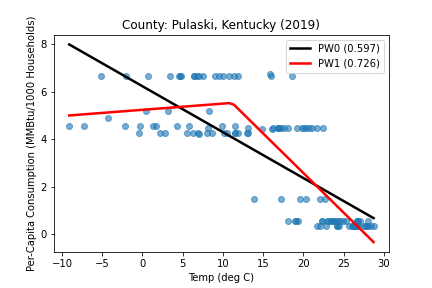 County: Pulaski, Kentucky (2019)
PW0 (0.597)
PW1 (0.726)
Per-Capita Consumption (MMBtu/1000 Households)
8
6
4
2
0
−10
−5
0
5
10
15
20
25
30
Temp (deg C)